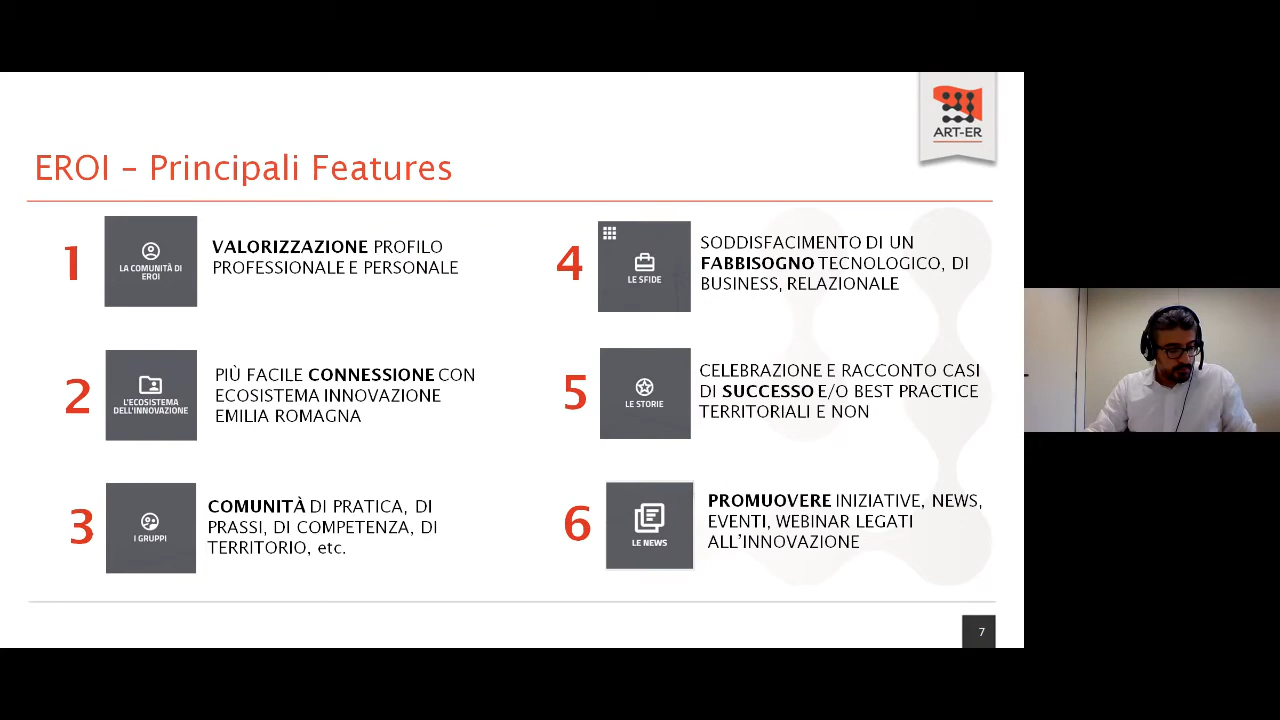 ART-ER
EROI – Principali Features
1
LA COMUNITÀ DI
EROI
VALORIZZAZIONE PROFILO
PROFESSIONALE E PERSONALE
2
L'ECOSISTEMA
DELL'INNOVAZIONE
PIÙ FACILE CONNESSIONE CON
ECOSISTEMA INNOVAZIONE
EMILIA ROMAGNA
3
I GRUPPI
COMUNITÀ DI PRATICA, DI
PRASSI, DI COMPETENZA, DI
TERRITORIO, etc.
4
LE SFIDE
SODDISFACIMENTO DI UN
FABBISOGNO TECNOLOGICO, DI
BUSINESS, RELAZIONALE
5
LE STORIE
CELEBRAZIONE E RACCONTO CASI
DI SUCCESSO E/O BEST PRACTICE
TERRITORIALI E NON
6
LE NEWS
PROMUOVERE INIZIATIVE, NEWS,
EVENTI, WEBINAR LEGATI
ALL'INNOVAZIONE
7